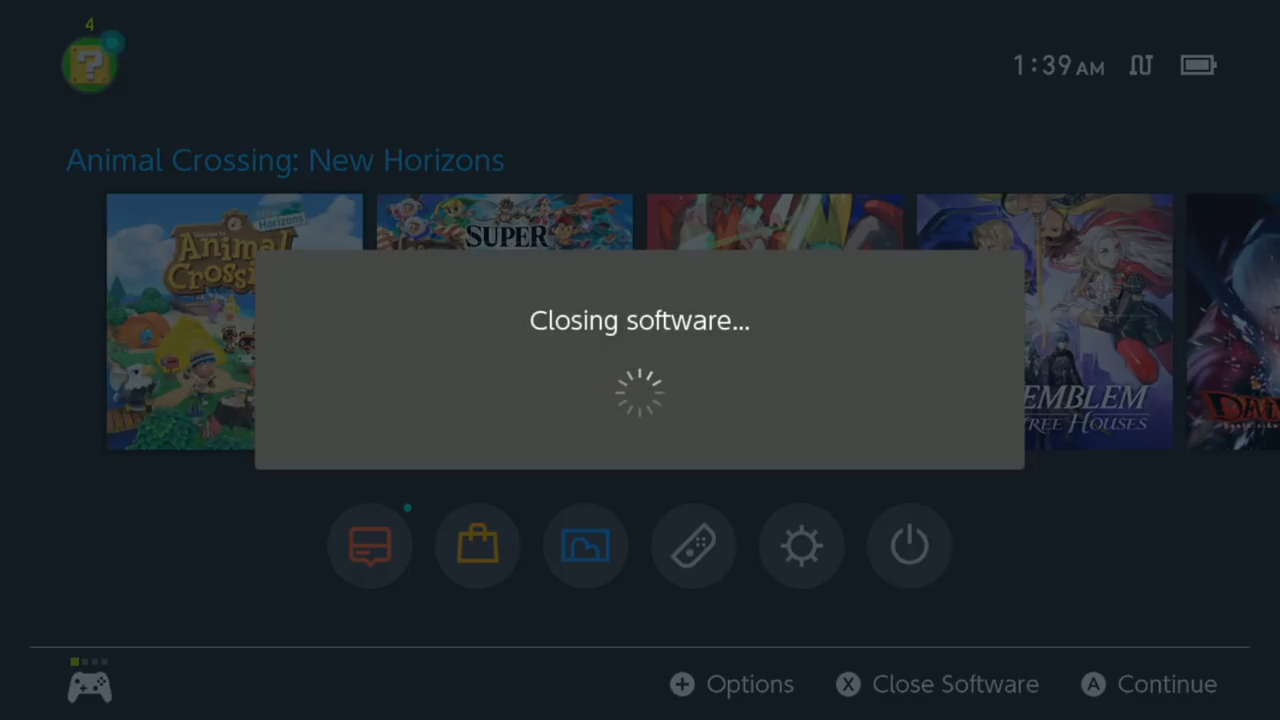 4
1:39 AM
Animal Crossing: New Horizons
Horizons
Animal
Crossi
SUPER
Closing software...
EMBLEM
REE HOUSES
Options
Close Software
Continue